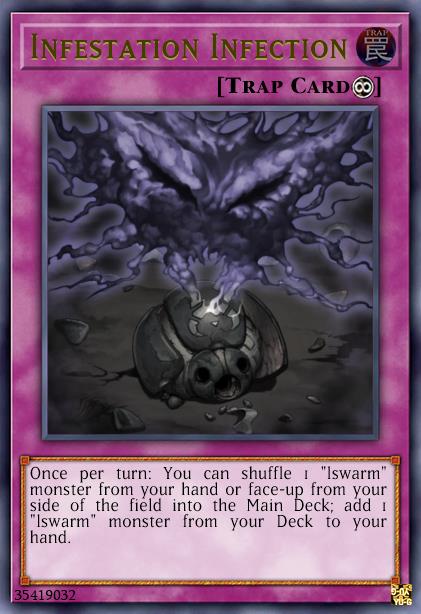 INFESTATION INFECTION
TRAP
罠
[TRAP CARD∞]
Once per turn: You can shuffle 1 "lswarm"
monster from your hand or face-up from your
side of the field into the Main Deck; add 1
"lswarm" monster from your Deck to your
hand.
35419032